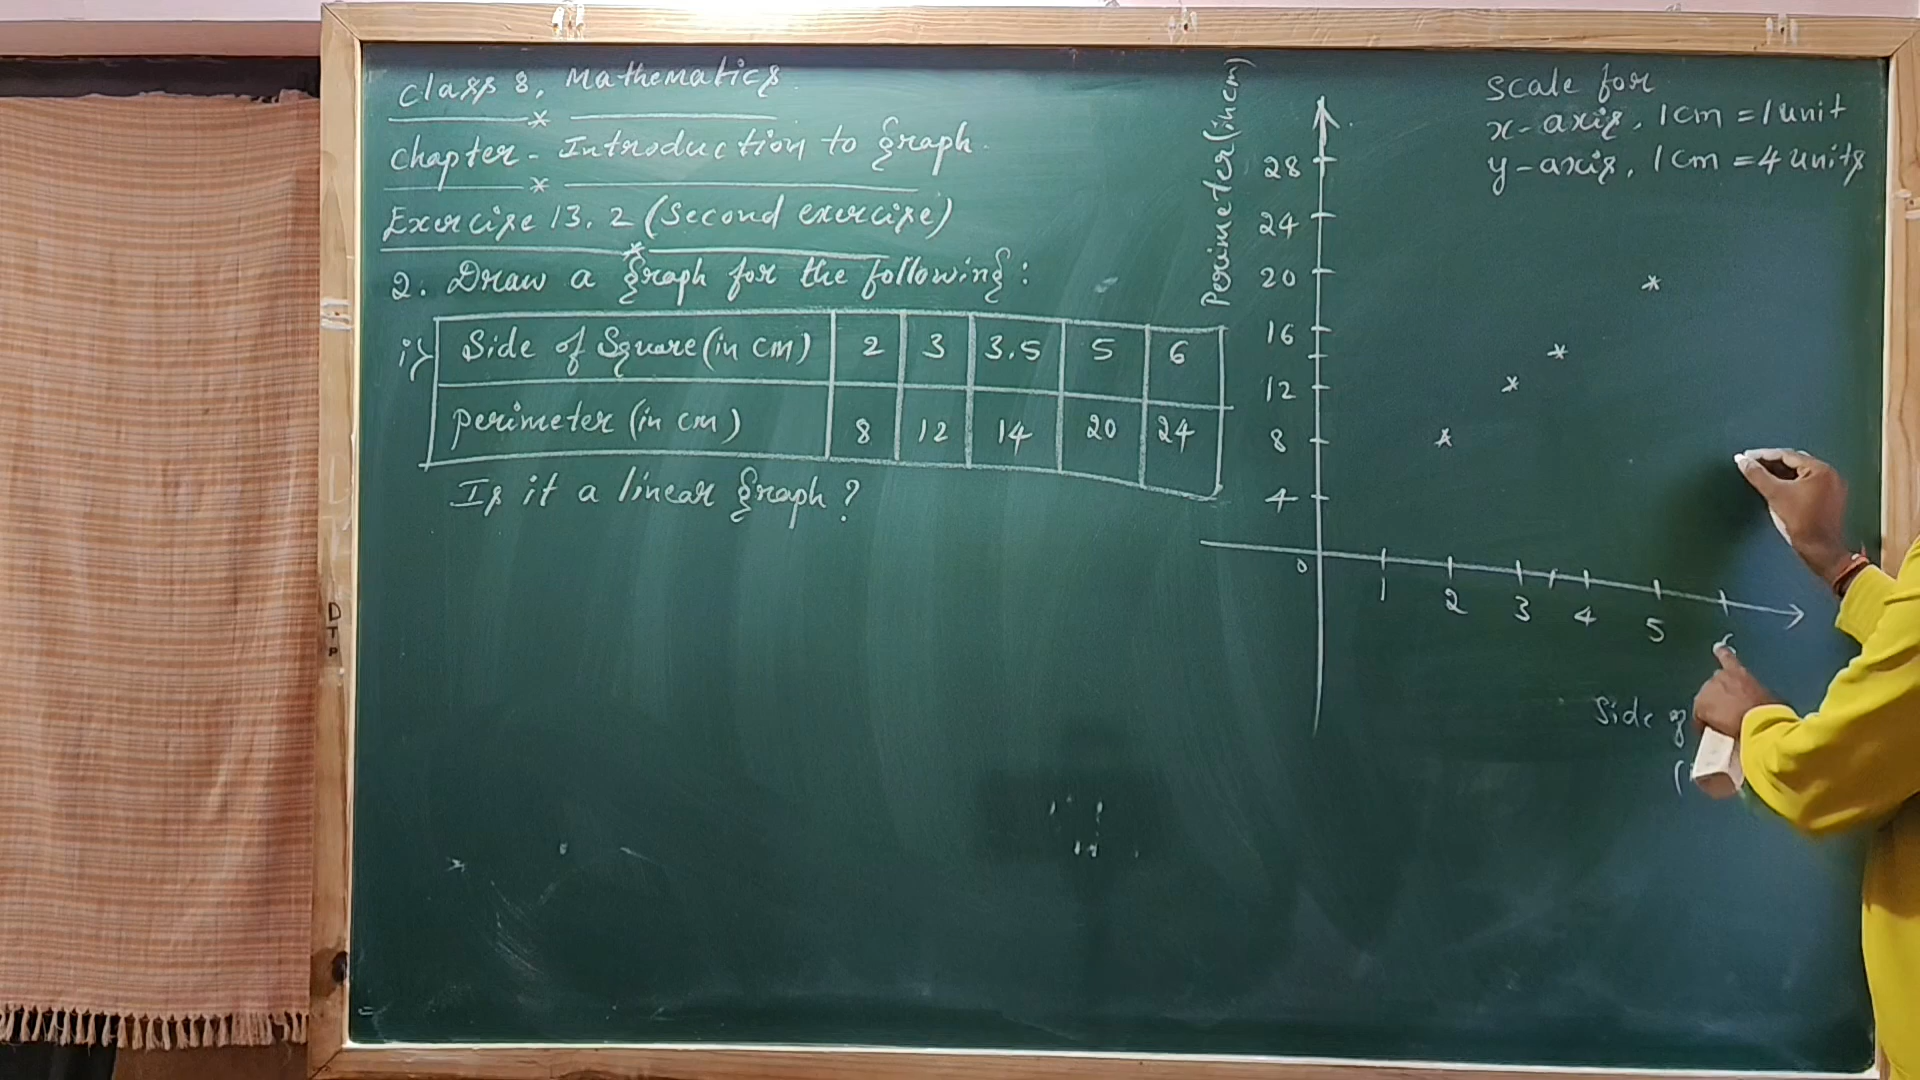 Class 8, Mathematics
Chapter - Introduction to Graph.
Exercise 13.2 (Second exercise)
2. Draw a graph for the following:
i) Side of Square (in cm) 2 3 3.5 5 6
Perimeter (in cm) 8 12 14 20 24
Is it a linear graph?
Scale for
x-axis, 1cm = 1 unit
y-axis, 1cm = 4 units
Perimeter (in cm)
28
24
20
16
12
8
4
0 1 2 3 4 5
Side of
DTP